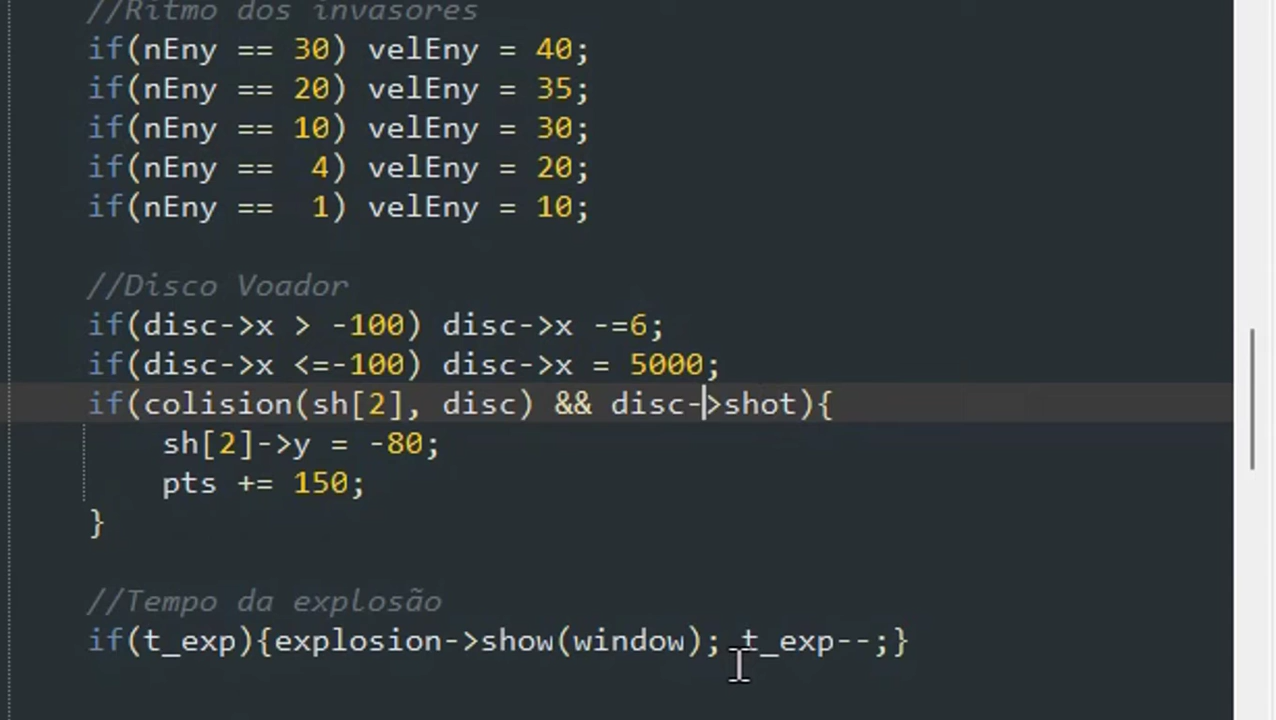 //Ritmo dos invasores
if(nEny == 30) velEny = 40;
if(nEny == 20) velEny = 35;
if(nEny == 10) velEny = 30;
if(nEny ==  4) velEny = 20;
if(nEny ==  1) velEny = 10;
//Disco Voador
if(disc->x > -100) disc->x -=6;
if(disc->x <=-100) disc->x = 5000;
if(colision(sh[2], disc) && disc->shot){
sh[2]->y = -80;
pts += 150;
}
//Tempo da explosão
if(t_exp){explosion->show(window); t_exp--;}